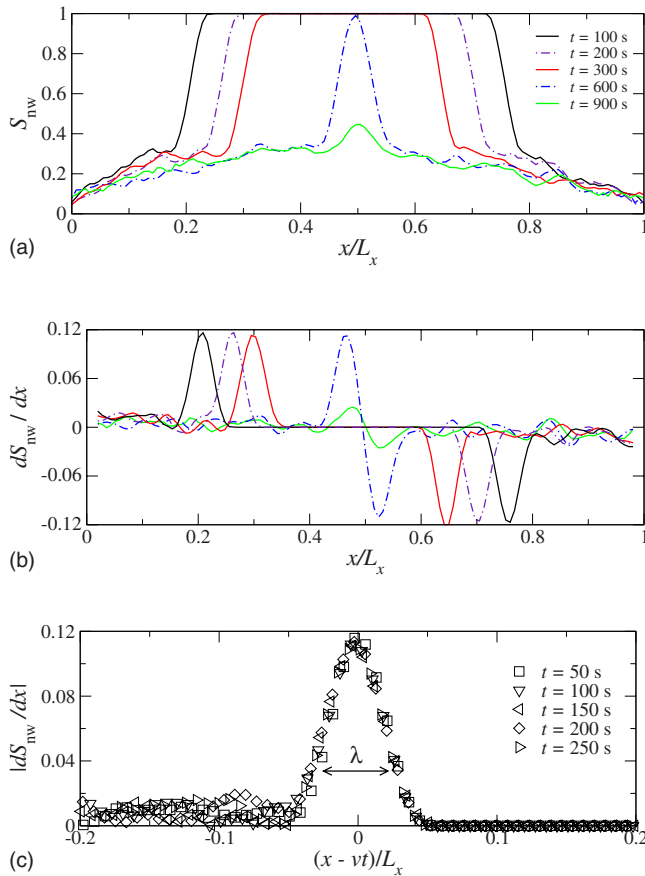 1
0.8
0.6
0.4
0.2
0
S_nw
t = 100 s
t = 200 s
t = 300 s
t = 600 s
t = 900 s
0 0.2 0.4 0.6 0.8 1
x/L_x
(a)
0.12
0.06
0
-0.06
-0.12
dS_nw / dx
0 0.2 0.4 0.6 0.8 1
x/L_x
(b)
0.12
0.08
0.04
0
|dS_nw/dx|
t = 50 s
t = 100 s
t = 150 s
t = 200 s
t = 250 s
λ
-0.2 -0.1 0 0.1 0.2
(x - vt)/L_x
(c)